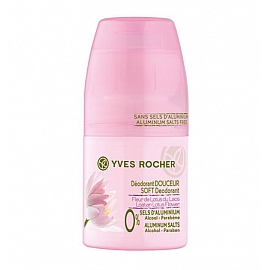 SANS SELS D'ALUMINIUM
ALUMINUM SALTS FREE
YVES ROCHER
Déodorant DOUCEUR
SOFT Deodorant
Fleur de Lotus du Laos
Laotian Lotus Flower
0%
SELS D'ALUMINIUM
Alcool - Parabène
ALUMINUM SALTS
Alcohol - Paraben